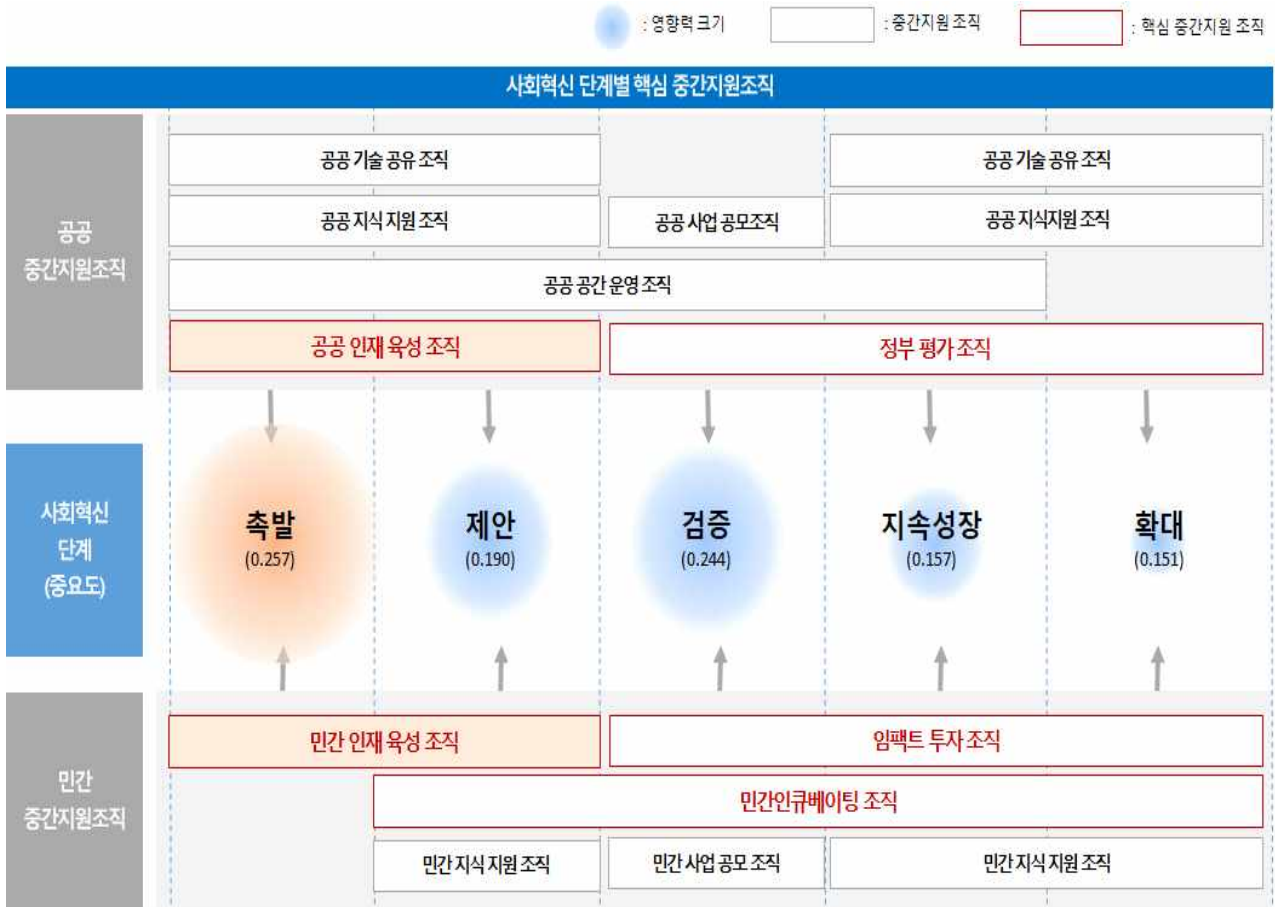 : 영향력 크기
: 중간지원 조직
: 핵심 중간지원 조직
사회혁신 단계별 핵심 중간지원조직
공공
중간지원조직
공공 기술 공유 조직
공공 기술 공유 조직
공공 지식 지원 조직
공공 사업 공모조직
공공 지식지원 조직
공공 공간 운영 조직
공공 인재 육성 조직
정부 평가 조직
사회혁신
단계
(중요도)
촉발
(0.257)
제안
(0.190)
검증
(0.244)
지속성장
(0.157)
확대
(0.151)
민간
중간지원조직
민간 인재 육성 조직
임팩트 투자 조직
민간인큐베이팅 조직
민간 지식 지원 조직
민간 사업 공모 조직
민간 지식 지원 조직